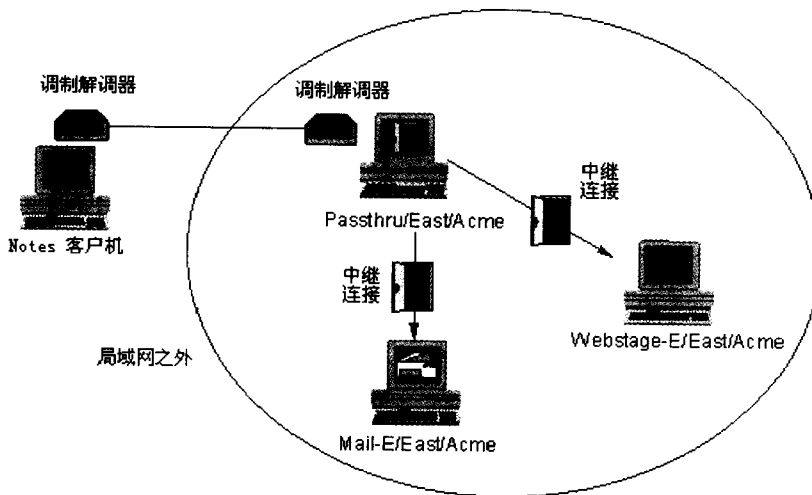 调制解调器
调制解调器
中继
连接
Passthru/East/Acme
Notes 客户机
中继
连接
Webstage-E/East/Acme
局域网之外
Mail-E/East/Acme